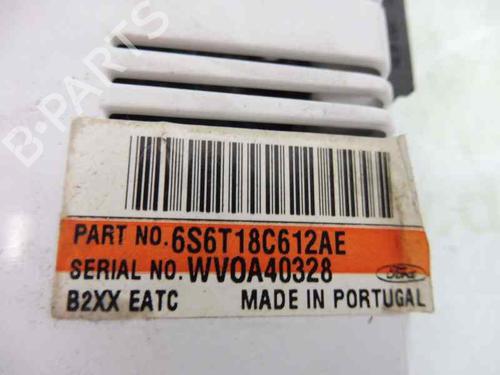 B-PARTS
PART NO. 6S6T18C612AE
SERIAL NO. WVOA40328
Ford
B2XX EATC MADE IN PORTUGAL